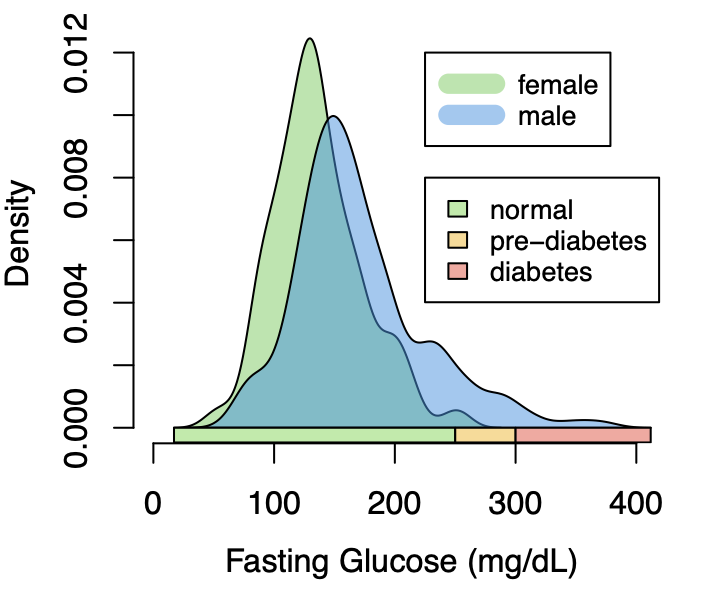 0.012
0.008
0.004
0.000
Density
female
male
normal
pre−diabetes
diabetes
0
100
200
300
400
Fasting Glucose (mg/dL)